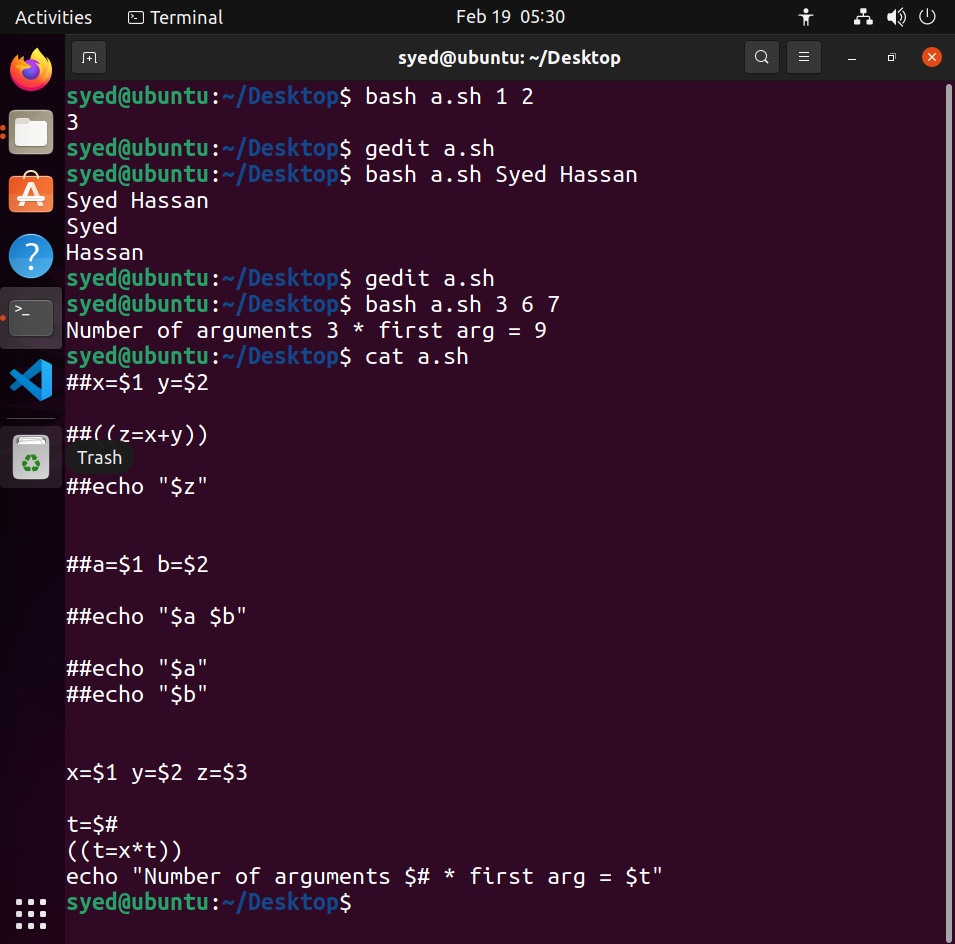 Activities Terminal Feb 19 05:30
syed@ubuntu: ~/Desktop
syed@ubuntu:~/Desktop$ bash a.sh 1 2
3
syed@ubuntu:~/Desktop$ gedit a.sh
syed@ubuntu:~/Desktop$ bash a.sh Syed Hassan
Syed Hassan
Syed
Hassan
syed@ubuntu:~/Desktop$ gedit a.sh
syed@ubuntu:~/Desktop$ bash a.sh 3 6 7
Number of arguments 3 * first arg = 9
syed@ubuntu:~/Desktop$ cat a.sh
##x=$1 y=$2
##((z=x+y))
Trash
##echo "$z"
##a=$1 b=$2
##echo "$a $b"
##echo "$a"
##echo "$b"
x=$1 y=$2 z=$3
t=$#
((t=x*t))
echo "Number of arguments $# * first arg = $t"
syed@ubuntu:~/Desktop$